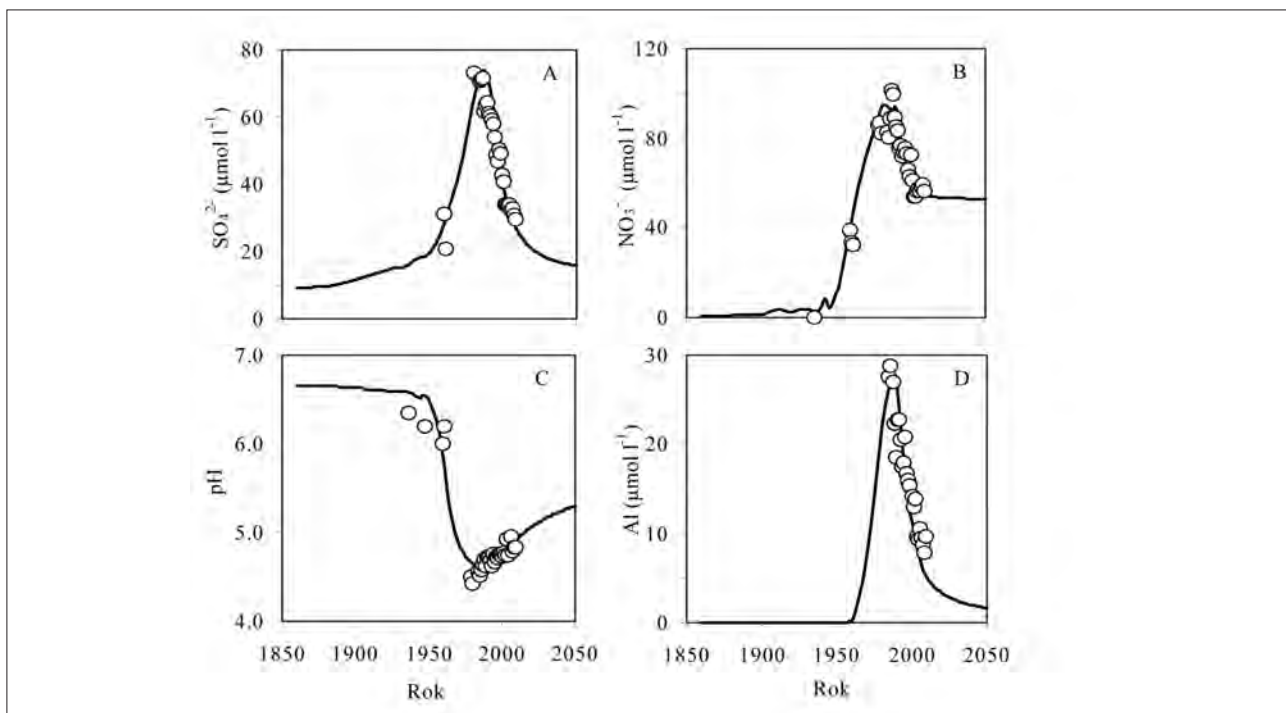 80
60
40
20
0
SO₄²⁻ (µmol l⁻¹)
A
120
80
40
0
NO₃⁻ (µmol l⁻¹)
B
7.0
6.0
5.0
4.0
pH
C
1850 1900 1950 2000 2050
Rok
30
20
10
0
Al (µmol l⁻¹)
D
1850 1900 1950 2000 2050
Rok